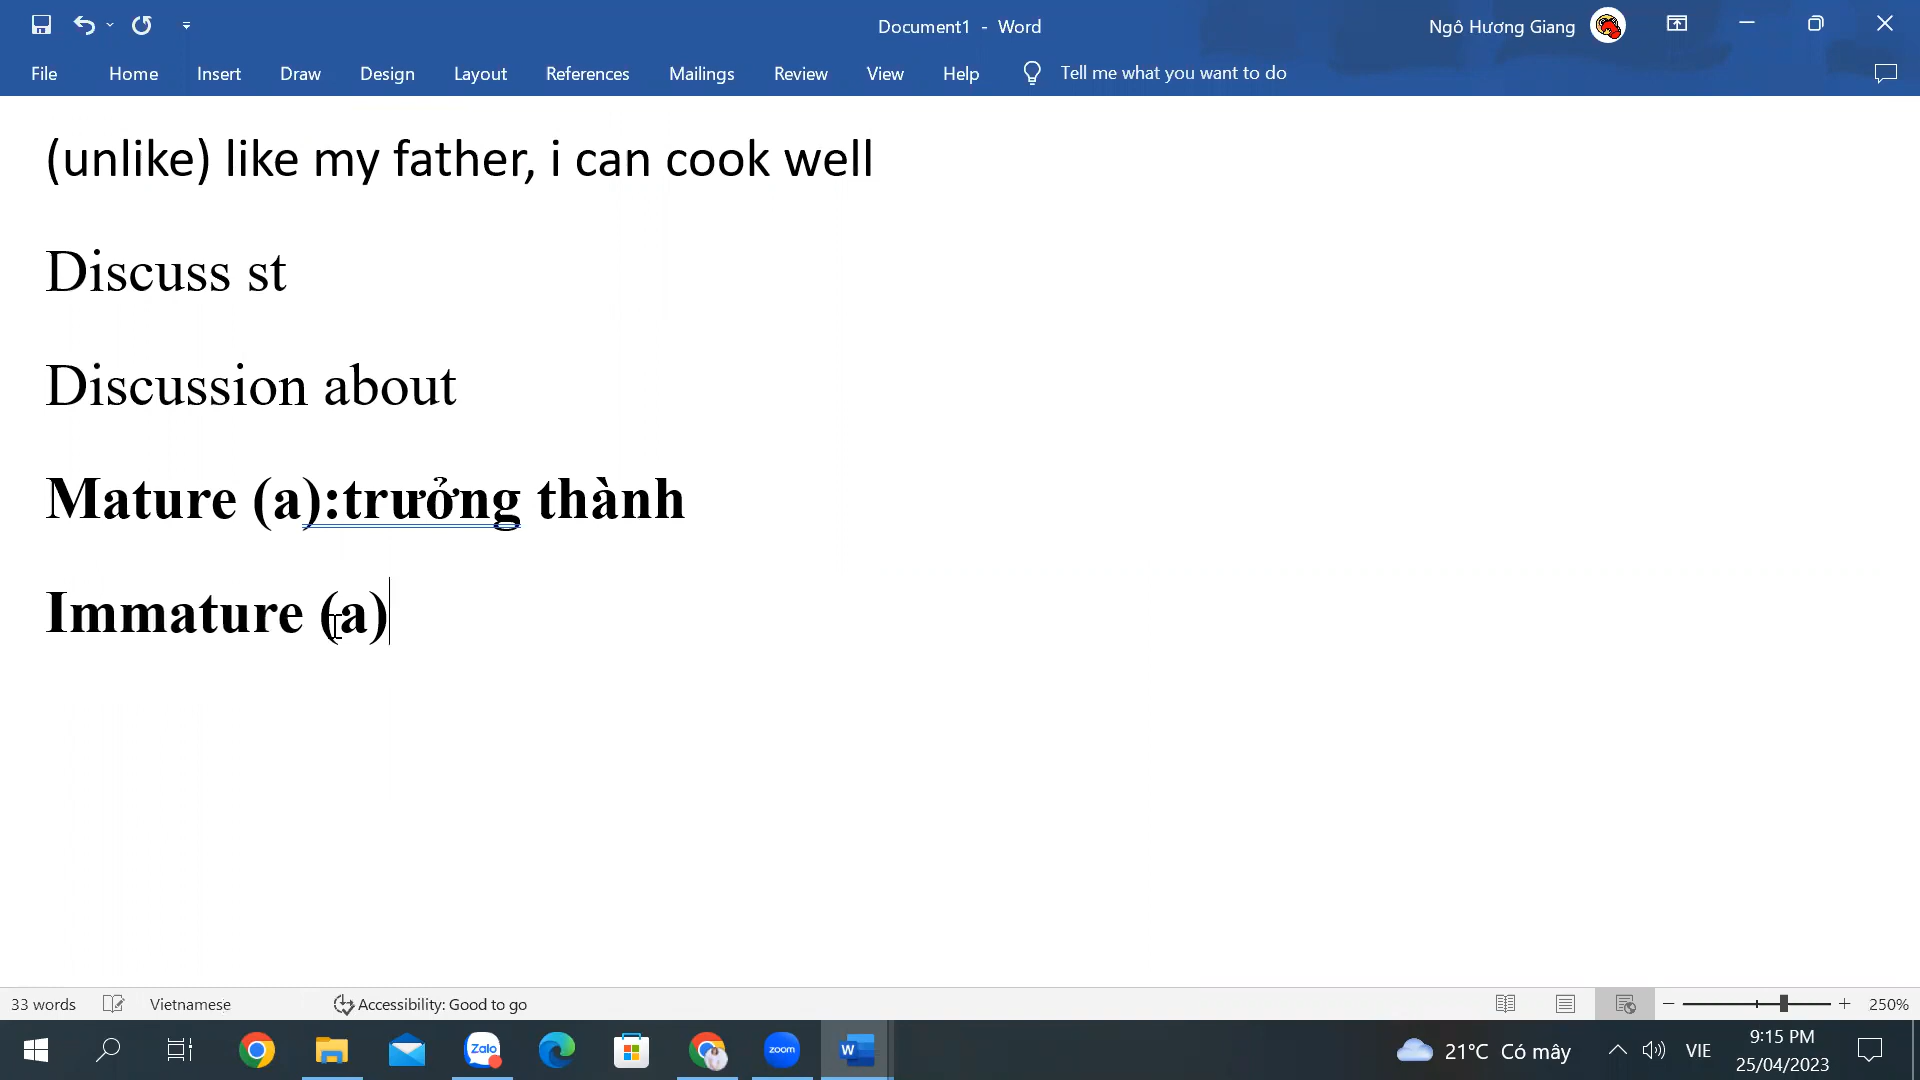 Document1 - Word
Ngô Hương Giang
File Home Insert Draw Design Layout References Mailings Review View Help Tell me what you want to do
(unlike) like my father, i can cook well
Discuss st
Discussion about
Mature (a):trưởng thành
Immature (a)
33 words Vietnamese Accessibility: Good to go 250%
Zalo zoom W
21°C Có mây VIE 9:15 PM
25/04/2023